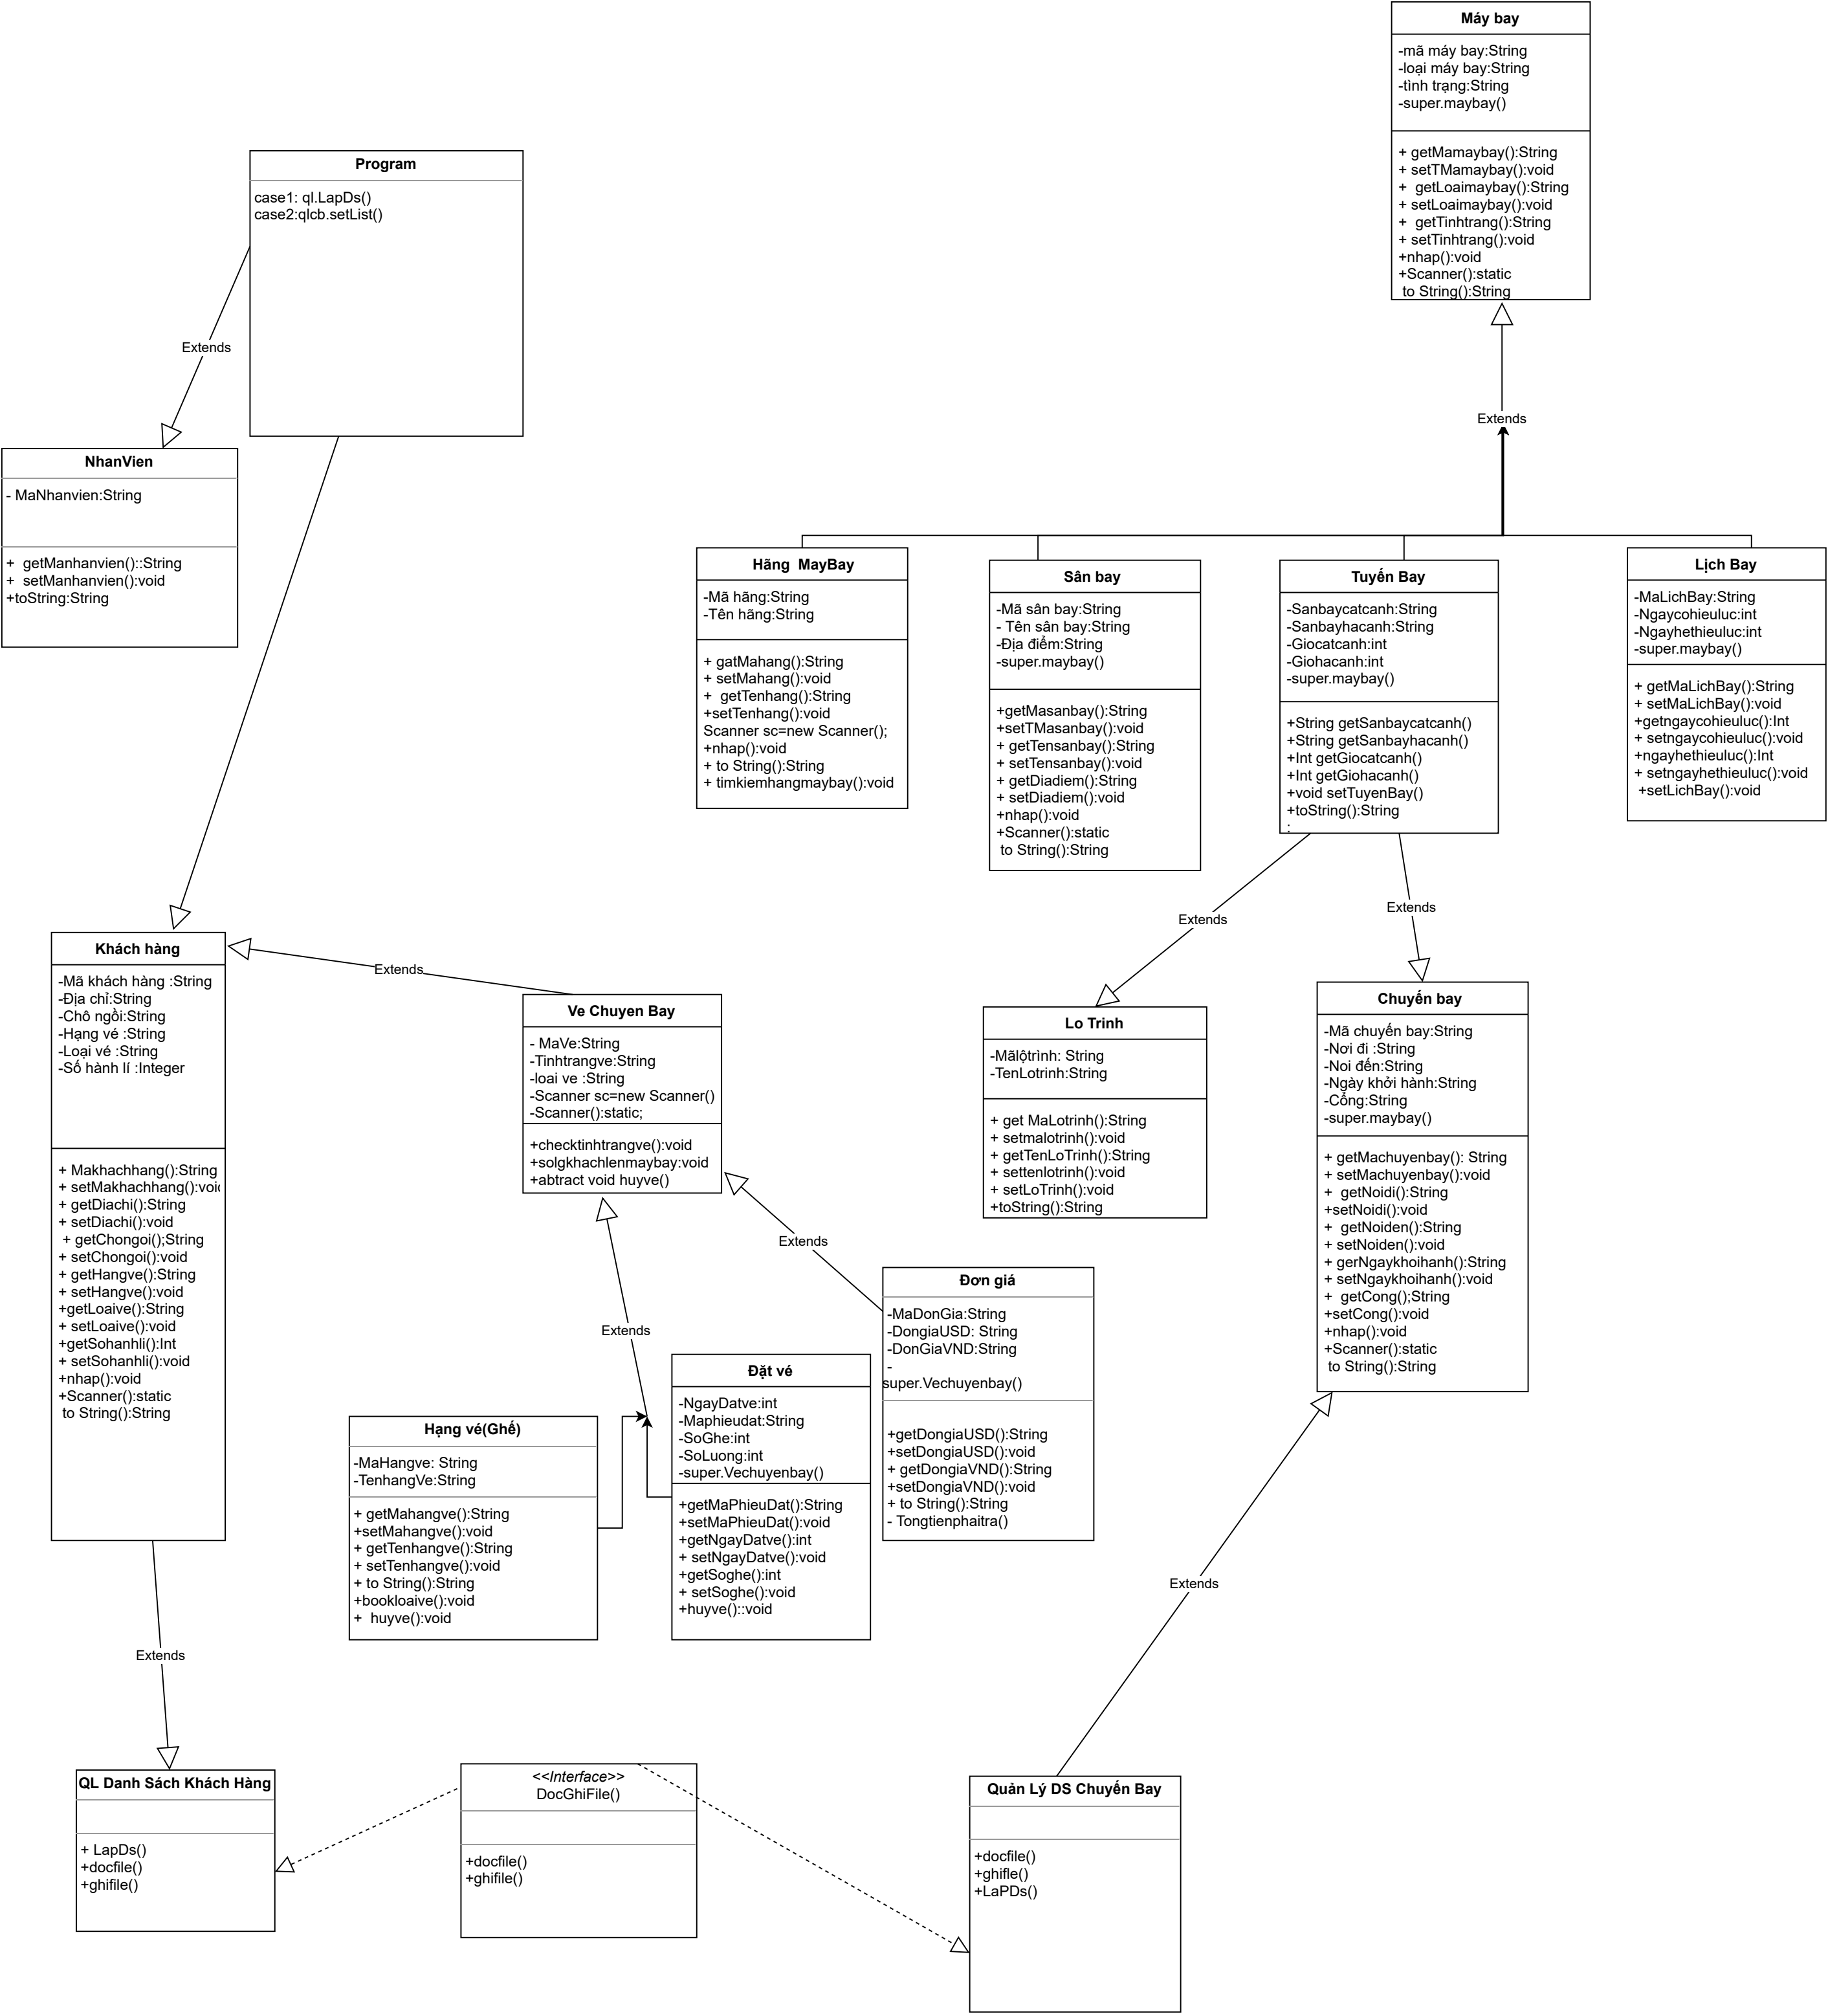 Máy bay
-mã máy bay:String
-loại máy bay:String
-tình trạng:String
-super.maybay()
+ getMamaybay():String
+ setTMamaybay():void
+  getLoaimaybay():String
+ setLoaimaybay():void
+  getTinhtrang():String
+ setTinhtrang():void
+nhap():void
+Scanner():static
to String():String
Extends
Program
case1: ql.LapDs()
case2:qlcb.setList()
Extends
NhanVien
- MaNhanvien:String
+  getManhanvien()::String
+  setManhanvien():void
+toString:String
Hãng  MayBay
-Mã hãng:String
-Tên hãng:String
+ gatMahang():String
+ setMahang():void
+  getTenhang():String
+setTenhang():void
Scanner sc=new Scanner();
+nhap():void
+ to String():String
+ timkiemhangmaybay():void
Sân bay
-Mã sân bay:String
- Tên sân bay:String
-Địa điểm:String
-super.maybay()
+getMasanbay():String
+setTMasanbay():void
+ getTensanbay():String
+ setTensanbay():void
+ getDiadiem():String
+ setDiadiem():void
+nhap():void
+Scanner():static
to String():String
Tuyến Bay
-Sanbaycatcanh:String
-Sanbayhacanh:String
-Giocatcanh:int
-Giohacanh:int
-super.maybay()
+String getSanbaycatcanh()
+String getSanbayhacanh()
+Int getGiocatcanh()
+Int getGiohacanh()
+void setTuyenBay()
+toString():String
:
Lịch Bay
-MaLichBay:String
-Ngaycohieuluc:int
-Ngayhethieuluc:int
-super.maybay()
+ getMaLichBay():String
+ setMaLichBay():void
+getngaycohieuluc():Int
+ setngaycohieuluc():void
+ngayhethieuluc():Int
+ setngayhethieuluc():void
+setLichBay():void
Extends
Extends
Khách hàng
-Mã khách hàng :String
-Địa chỉ:String
-Chô ngồi:String
-Hạng vé :String
-Loại vé :String
-Số hành lí :Integer
+ Makhachhang():String
+ setMakhachhang():voi
+ getDiachi():String
+ setDiachi():void
+ getChongoi();String
+ setChongoi():void
+ getHangve():String
+ setHangve():void
+getLoaive():String
+ setLoaive():void
+getSohanhli():Int
+ setSohanhli():void
+nhap():void
+Scanner():static
to String():String
Extends
Ve Chuyen Bay
- MaVe:String
-Tinhtrangve:String
-loai ve :String
-Scanner sc=new Scanner()
-Scanner():static;
+checktinhtrangve():void
+solgkhachlenmaybay:void
+abtract void huyve()
Lo Trinh
-Mãlộtrình: String
-TenLotrinh:String
+ get MaLotrinh():String
+ setmalotrinh():void
+ getTenLoTrinh():String
+ settenlotrinh():void
+ setLoTrinh():void
+toString():String
Chuyến bay
-Mã chuyến bay:String
-Nơi đi :String
-Noi đến:String
-Ngày khởi hành:String
-Cổng:String
-super.maybay()
+ getMachuyenbay(): String
+ setMachuyenbay():void
+  getNoidi():String
+setNoidi():void
+  getNoiden():String
+ setNoiden():void
+ gerNgaykhoihanh():String
+ setNgaykhoihanh():void
+  getCong();String
+setCong():void
+nhap():void
+Scanner():static
to String():String
Extends
Extends
Đơn giá
-MaDonGia:String
-DongiaUSD: String
-DonGiaVND:String
-
super.Vechuyenbay()
+getDongiaUSD():String
+setDongiaUSD():void
+ getDongiaVND():String
+setDongiaVND():void
+ to String():String
- Tongtienphaitra()
Đặt vé
-NgayDatve:int
-Maphieudat:String
-SoGhe:int
-SoLuong:int
-super.Vechuyenbay()
+getMaPhieuDat():String
+setMaPhieuDat():void
+getNgayDatve():int
+ setNgayDatve():void
+getSoghe():int
+ setSoghe():void
+huyve()::void
Hạng vé(Ghế)
-MaHangve: String
-TenhangVe:String
+ getMahangve():String
+setMahangve():void
+ getTenhangve():String
+ setTenhangve():void
+ to String():String
+bookloaive():void
+  huyve():void
Extends
Extends
QL Danh Sách Khách Hàng
+ LapDs()
+docfile()
+ghifile()
<<Interface>>
DocGhiFile()
+docfile()
+ghifile()
Quản Lý DS Chuyến Bay
+docfile()
+ghifle()
+LaPDs()